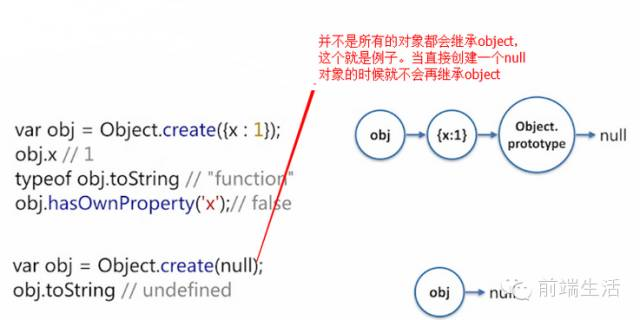 并不是所有的对象都会继承object，
这个就是例子。当直接创建一个null
对象的时候就不会再继承object
var obj = Object.create({x : 1});
obj.x // 1
typeof obj.toString // "function"
obj.hasOwnProperty('x');// false
obj
{x:1}
Object.
prototype
null
var obj = Object.create(null);
obj.toString // undefined
obj
null
前端生活